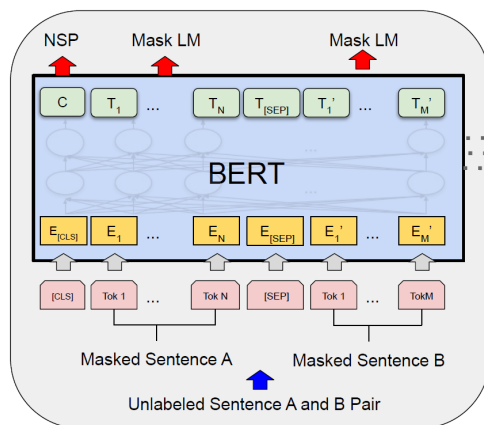 NSP Mask LM Mask LM
C T1 ... TN T[SEP] T1' ... TM'
...
BERT
...
E[CLS] E1 ... EN E[SEP] E1' ... EM'
[CLS] Tok 1 ... Tok N [SEP] Tok 1 ... TokM
Masked Sentence A Masked Sentence B
Unlabeled Sentence A and B Pair